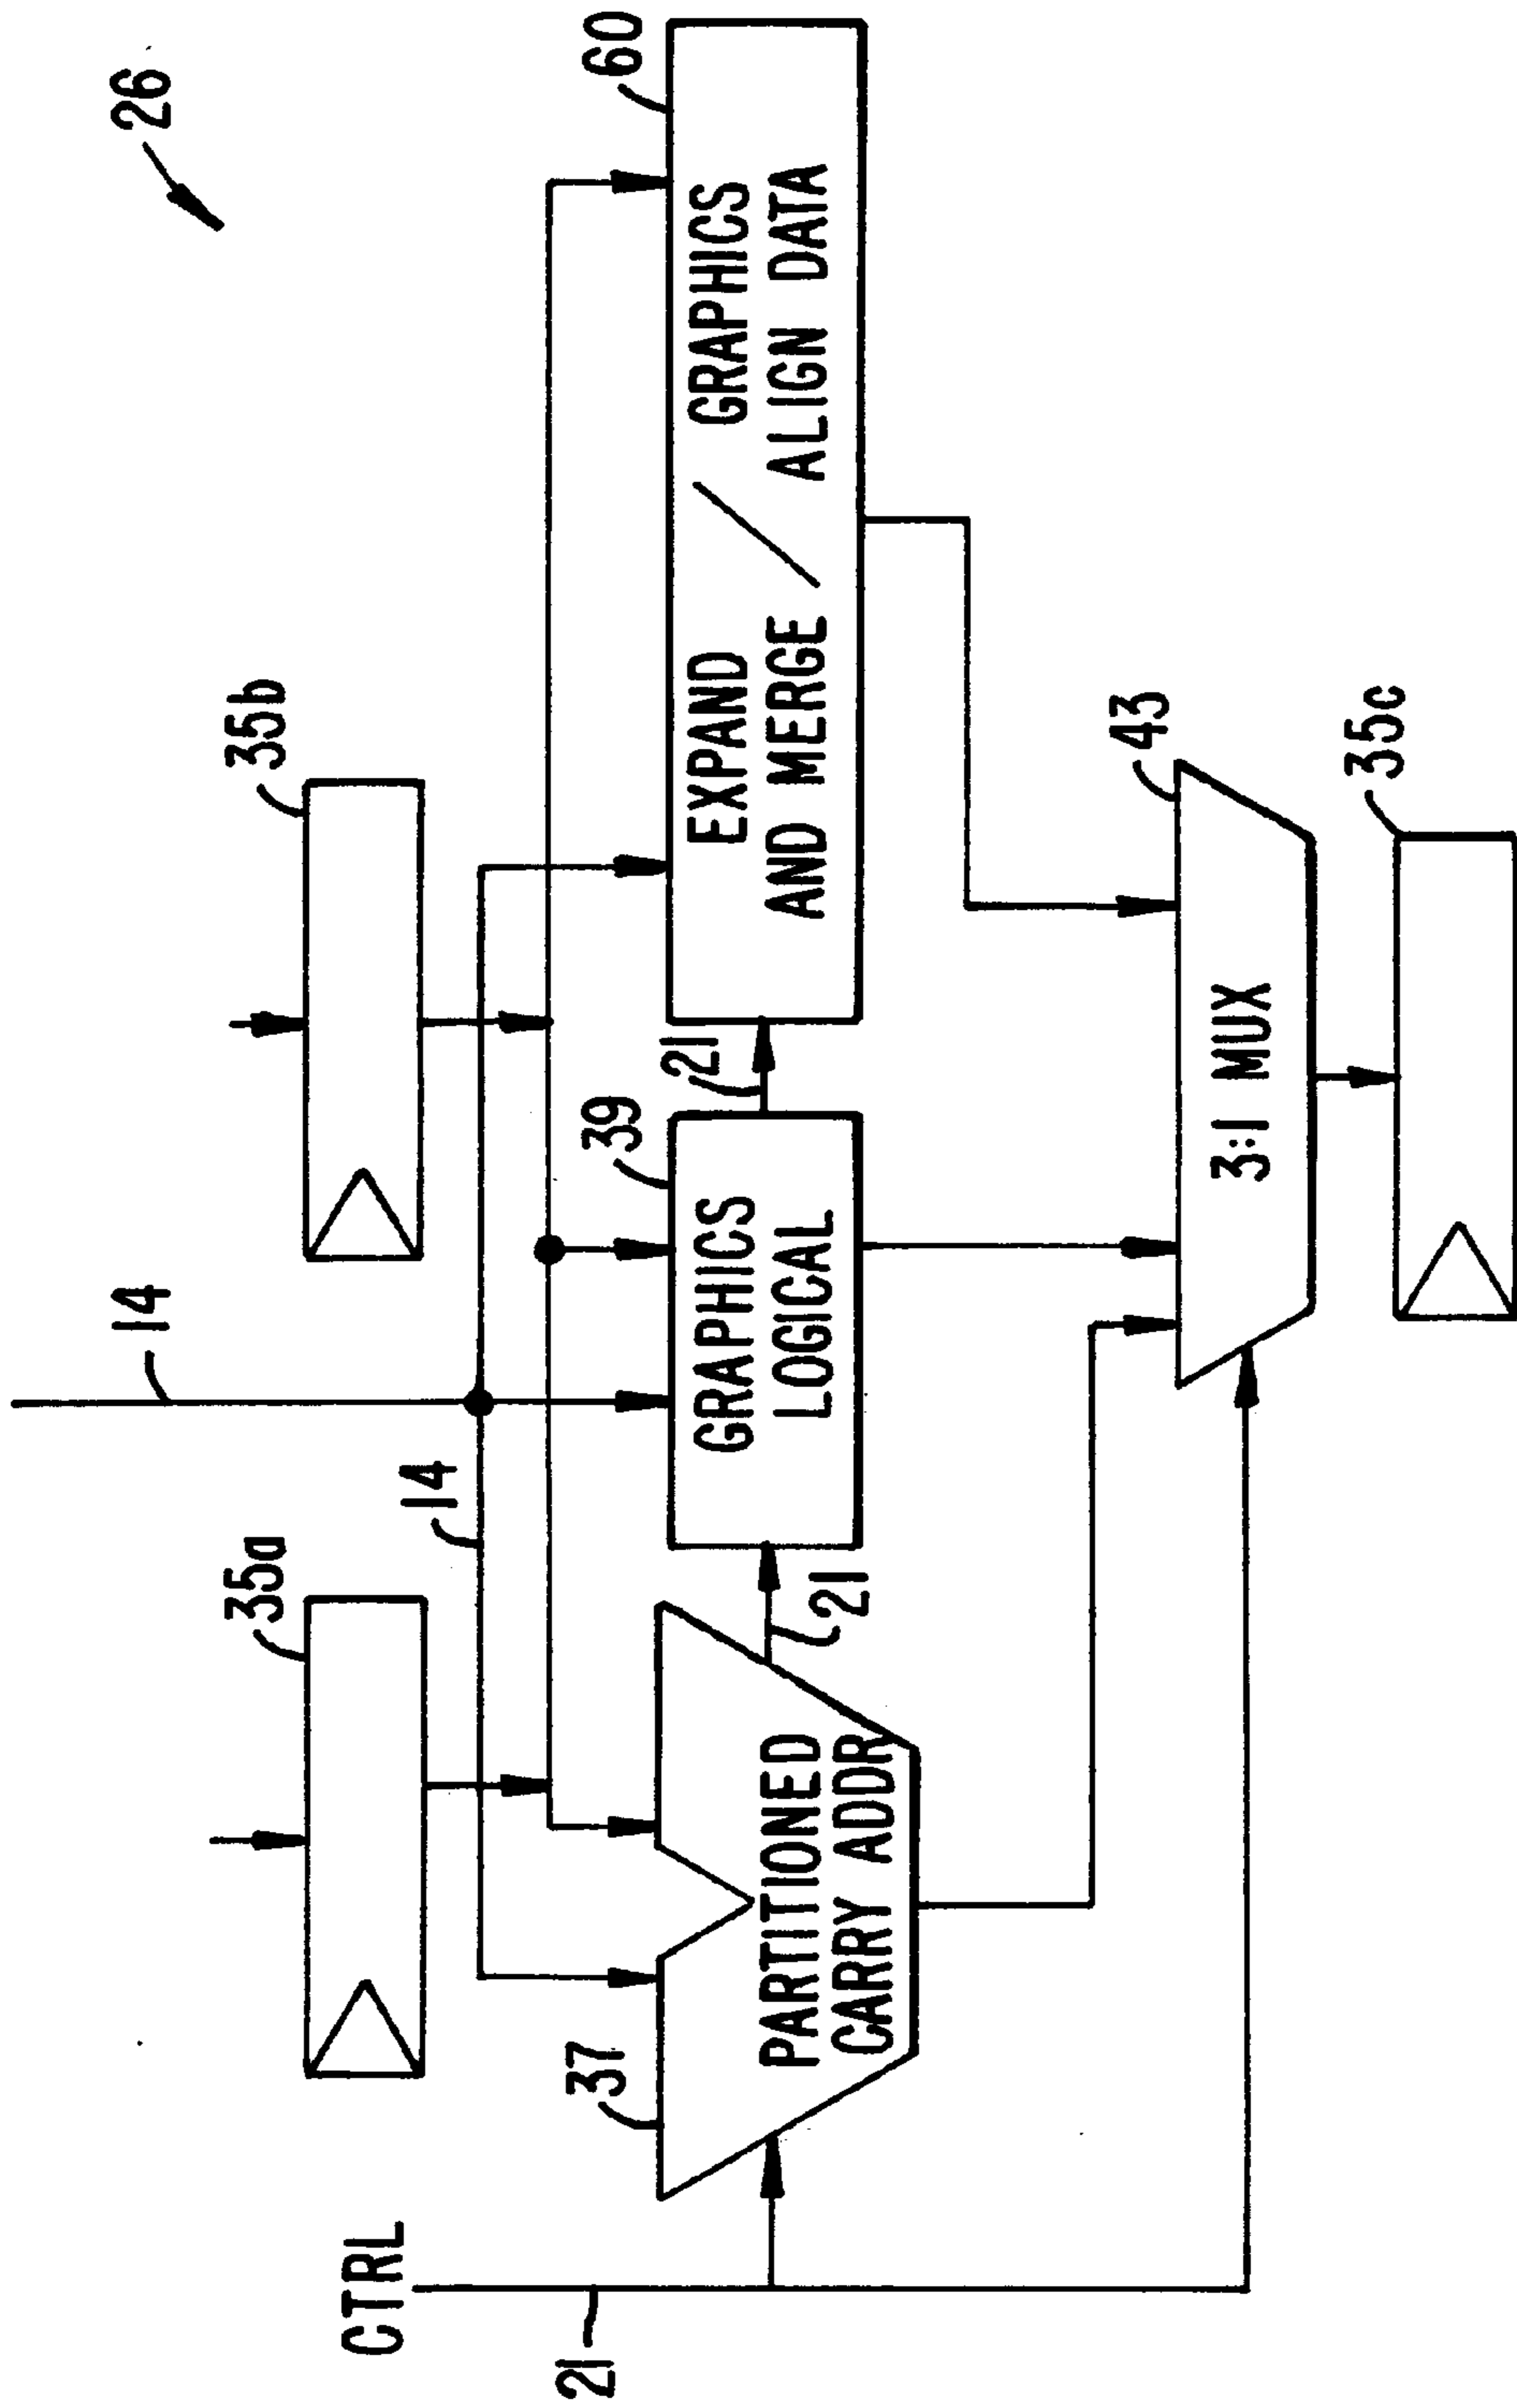 26
14
35a
35b
14
CTRL
21
37
PARTITIONED
CARRY ADDR
21
39
GRAPHICS
LOGICAL
21
60
EXPAND
AND MERGE
/
GRAPHICS
ALIGN DATA
43
3:1 MUX
35c